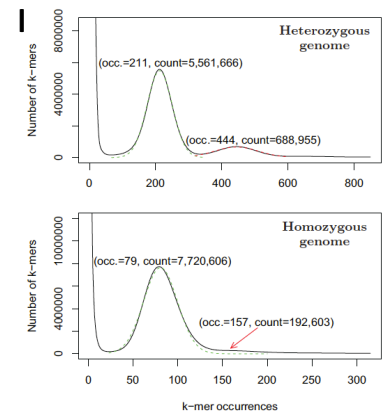 I
Heterozygous
genome
(occ.=211, count=5,561,666)
(occ.=444, count=688,955)
Number of k−mers
0 4000000 8000000
0 200 400 600 800
Homozygous
genome
(occ.=79, count=7,720,606)
(occ.=157, count=192,603)
Number of k−mers
0 4000000 10000000
0 50 100 150 200 250 300
k−mer occurrences